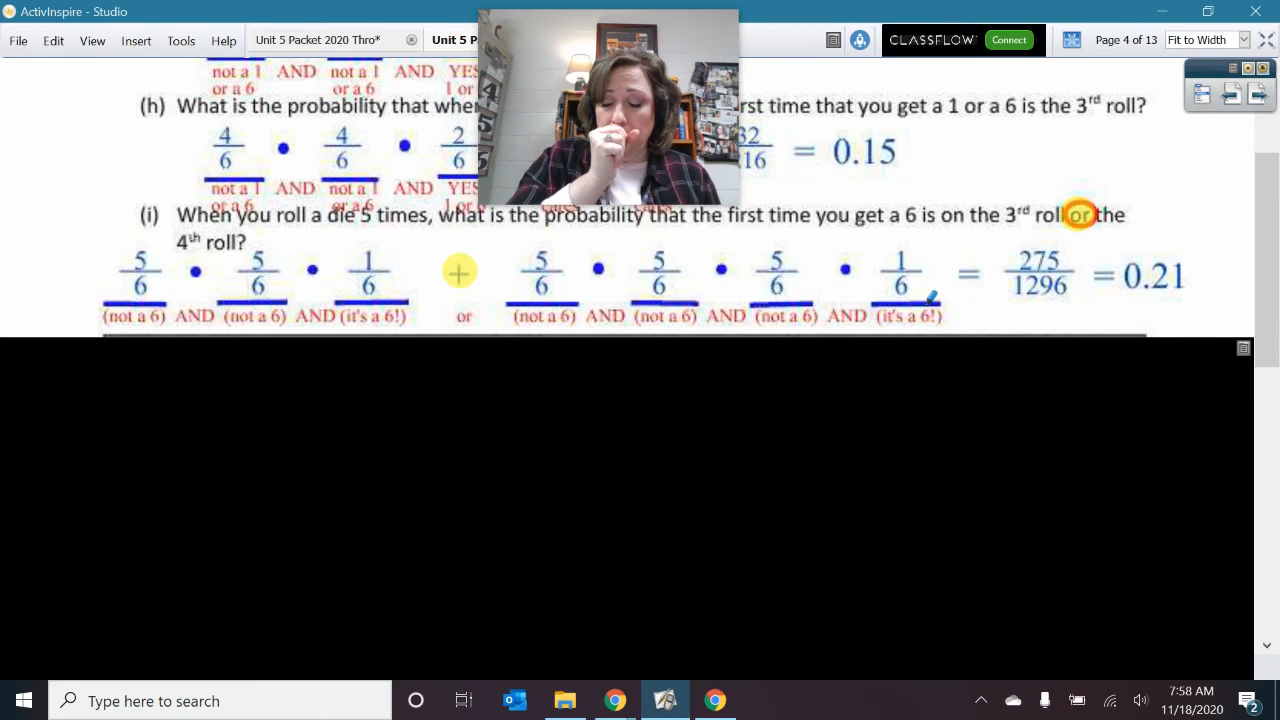 ActivInspire - Studio
File Edit View Insert Tools Help Unit 5 Packet 2020 Thro* Unit 5 P CLASSFLOW Connect Page 4 of 13 Fit to Width
not a 1 AND not a 1 AND YES
or a 6 or a 6 1 or
(h) What is the probability that when rst time that you get a 1 or a 6 is the 3rd roll?
4/6 • 4/6 • 2/6 = 0.15
not a 1 AND not a 1 AND YES
or a 6 or a 6 1 or
(i) When you roll a die 5 times, what is the probability that the first time you get a 6 is on the 3rd roll or the
4th roll?
5/6 • 5/6 • 1/6 + 5/6 • 5/6 • 5/6 • 1/6 = 275/1296 = 0.21
(not a 6) AND (not a 6) AND (it's a 6!) or (not a 6) AND (not a 6) AND (not a 6) AND (it's a 6!)
Type here to search
7:58 AM
11/18/2020
2